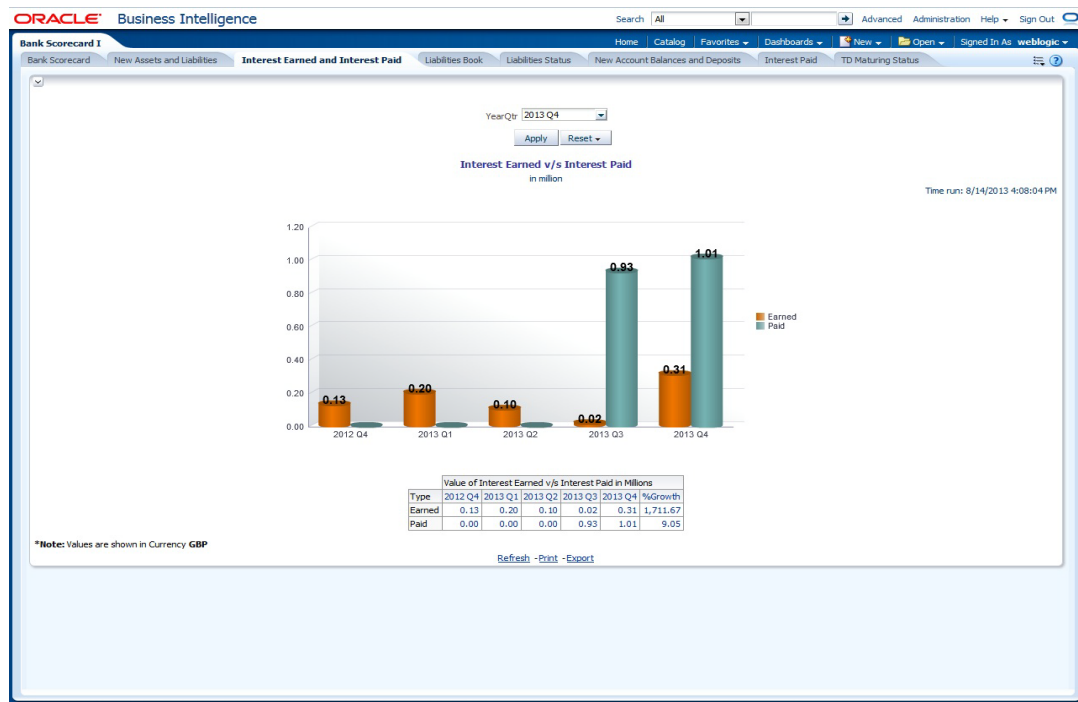 ORACLE Business Intelligence
Search All Advanced Administration Help Sign Out
Bank Scorecard I
Home Catalog Favorites Dashboards New Open Signed In As weblogic
Bank Scorecard New Assets and Liabilities Interest Earned and Interest Paid Liabilities Book Liabilities Status New Account Balances and Deposits Interest Paid TD Maturing Status
YearQtr 2013 Q4
Apply Reset
Interest Earned v/s Interest Paid
in million
Time run: 8/14/2013 4:08:04 PM
1.20
1.00
0.80
0.60
0.40
0.20
0.00
0.13
0.20
0.10
0.02
0.93
0.31
1.01
2012 Q4 2013 Q1 2013 Q2 2013 Q3 2013 Q4
Earned
Paid
Value of Interest Earned v/s Interest Paid in Millions
Type 2012 Q4 2013 Q1 2013 Q2 2013 Q3 2013 Q4 %Growth
Earned 0.13 0.20 0.10 0.02 0.31 1,711.67
Paid 0.00 0.00 0.00 0.93 1.01 9.05
*Note: Values are shown in Currency GBP
Refresh - Print - Export